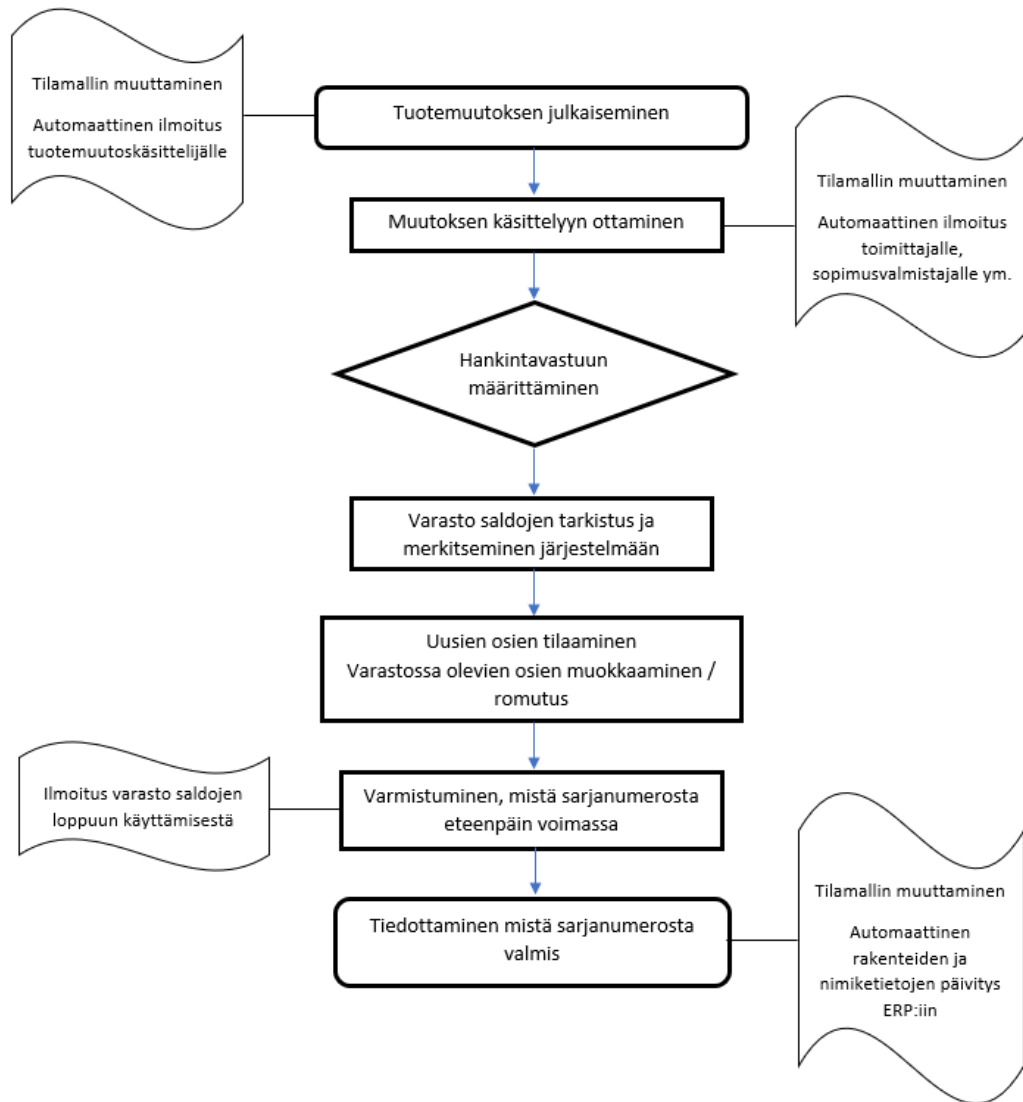 Tilamallin muuttaminen
Automaattinen ilmoitus
tuotemuutoskäsittelijälle
Tuotemuutoksen julkaiseminen
Muutoksen käsittelyyn ottaminen
Tilamallin muuttaminen
Automaattinen ilmoitus
toimittajalle,
sopimusvalmistajalle ym.
Hankintavastuun
määrittäminen
Varasto saldojen tarkistus ja
merkitseminen järjestelmään
Uusien osien tilaaminen
Varastossa olevien osien muokkaaminen /
romutus
Ilmoitus varasto saldojen
loppuun käyttämisestä
Varmistuminen, mistä sarjanumerosta
eteenpäin voimassa
Tiedottaminen mistä sarjanumerosta
valmis
Tilamallin muuttaminen
Automaattinen
rakenteiden ja
nimiketietojen päivitys
ERP:iin